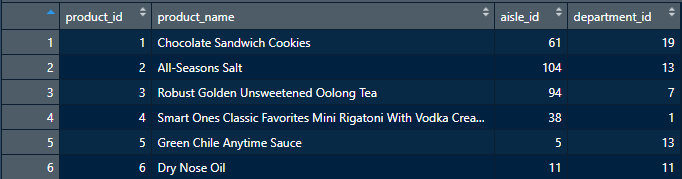 product_id product_name aisle_id department_id
1 1 Chocolate Sandwich Cookies 61 19
2 2 All-Seasons Salt 104 13
3 3 Robust Golden Unsweetened Oolong Tea 94 7
4 4 Smart Ones Classic Favorites Mini Rigatoni With Vodka Crea... 38 1
5 5 Green Chile Anytime Sauce 5 13
6 6 Dry Nose Oil 11 11